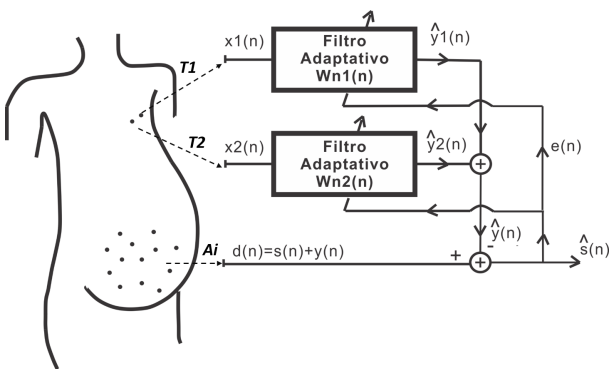 T1
x1(n)
Filtro
Adaptativo
Wn1(n)
ŷ1(n)
T2
x2(n)
Filtro
Adaptativo
Wn2(n)
ŷ2(n)
+
e(n)
Ai
d(n)=s(n)+y(n)
+
-
ŷ(n)
+
ŝ(n)